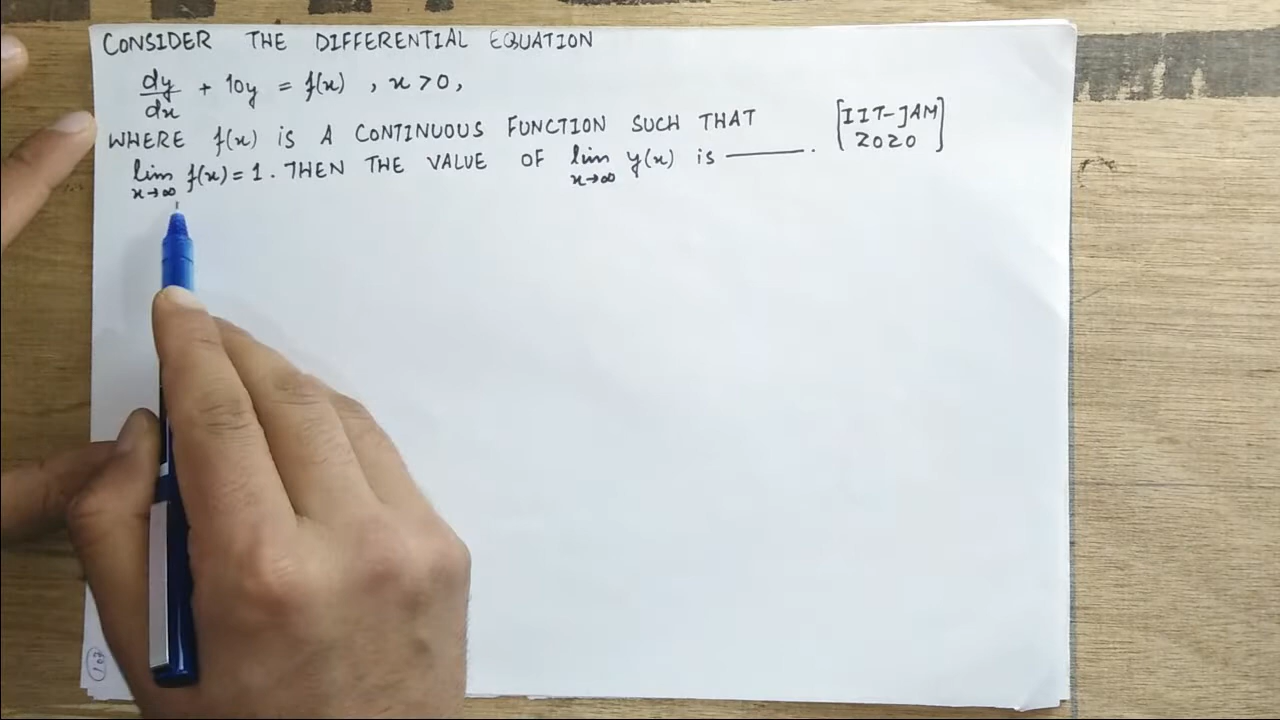 CONSIDER THE DIFFERENTIAL EQUATION
dy/dx + 10y = f(x) , x > 0,
WHERE f(x) IS A CONTINUOUS FUNCTION SUCH THAT [IIT-JAM 2020]
lim x→∞ f(x) = 1. THEN THE VALUE OF lim x→∞ y(x) is ———.